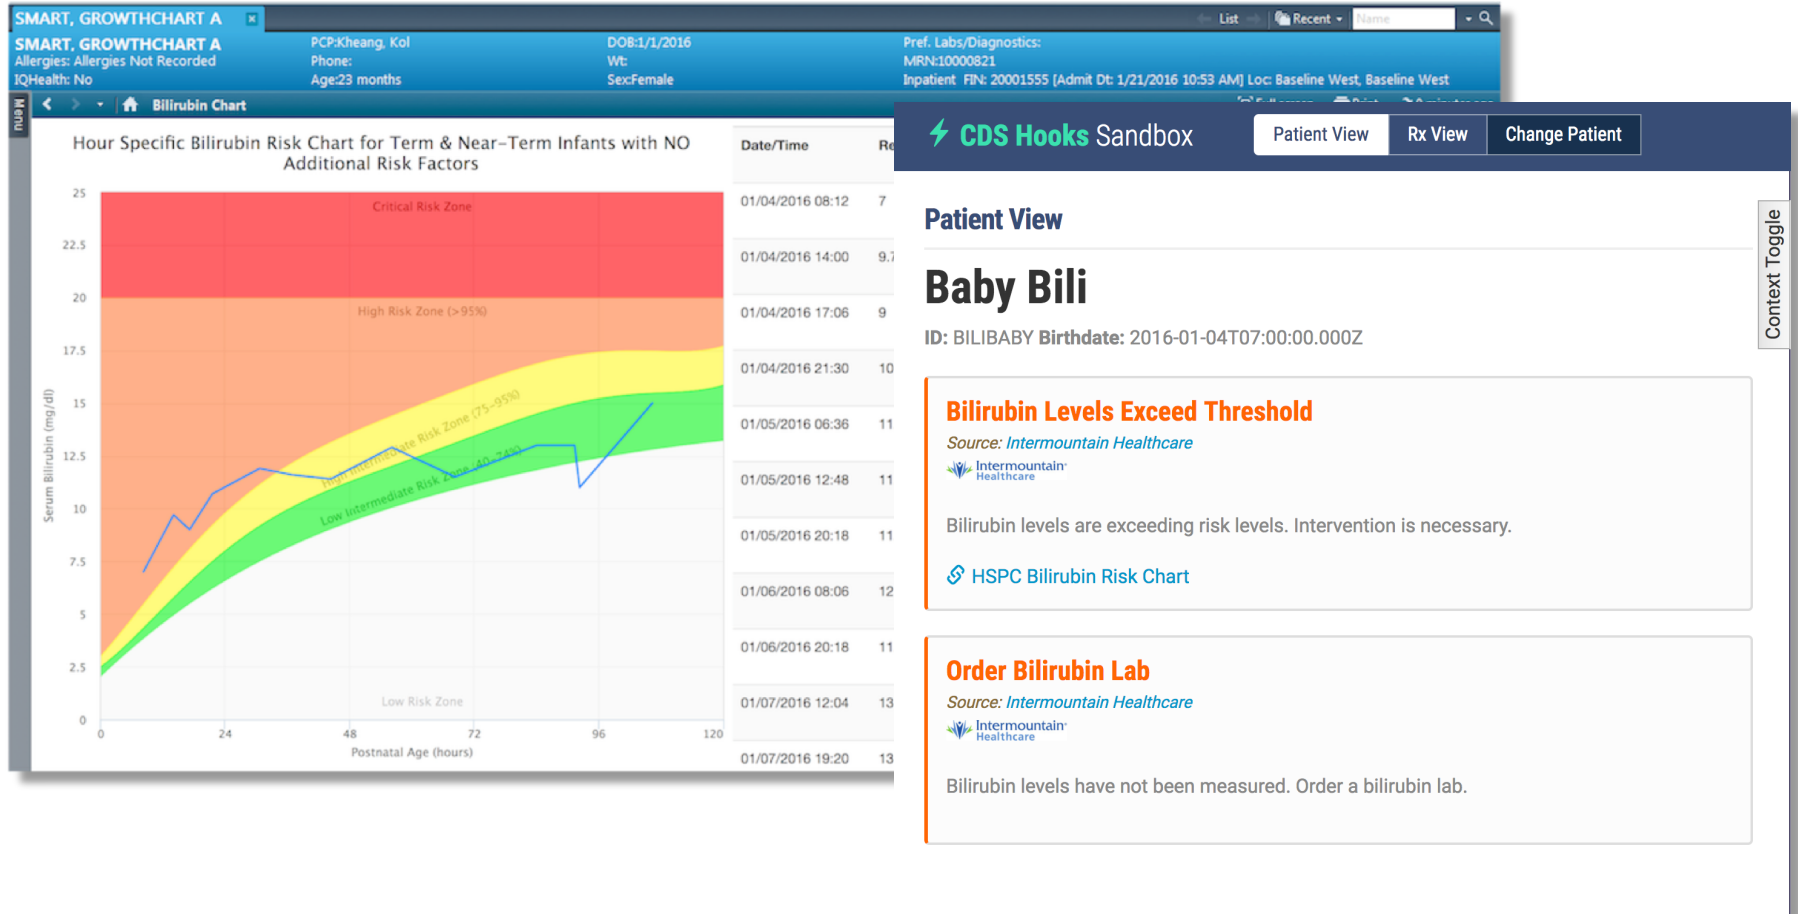 SMART, GROWTHCHART A
List
Recent
Name
SMART, GROWTHCHART A
Allergies: Allergies Not Recorded
IQHealth: No
PCP:Kheang, Kol
Phone:
Age:23 months
DOB:1/1/2016
Wt:
Sex:Female
Pref. Labs/Diagnostics:
MRN:10000821
Inpatient FIN: 20001555 [Admit Dt: 1/21/2016 10:53 AM] Loc: Baseline West, Baseline West
Menu
Bilirubin Chart
Hour Specific Bilirubin Risk Chart for Term & Near-Term Infants with NO
Additional Risk Factors
Serum Bilirubin (mg/dl)
25
22.5
20
17.5
15
12.5
10
7.5
5
2.5
0
Critical Risk Zone
High Risk Zone (>95%)
High Intermediate Risk Zone (75-95%)
Low Intermediate Risk Zone (40-74%)
Low Risk Zone
0
24
48
72
96
120
Postnatal Age (hours)
Date/Time
01/04/2016 08:12 7
01/04/2016 14:00 9.7
01/04/2016 17:06 9
01/04/2016 21:30 10
01/05/2016 06:36 11
01/05/2016 12:48 11
01/05/2016 20:18 11
01/06/2016 08:06 12
01/06/2016 20:18 11
01/07/2016 12:04 13
01/07/2016 19:20 13
CDS Hooks Sandbox
Patient View
Rx View
Change Patient
Context Toggle
Patient View
Baby Bili
ID: BILIBABY Birthdate: 2016-01-04T07:00:00.000Z
Bilirubin Levels Exceed Threshold
Source: Intermountain Healthcare
Intermountain
Healthcare
Bilirubin levels are exceeding risk levels. Intervention is necessary.
HSPC Bilirubin Risk Chart
Order Bilirubin Lab
Source: Intermountain Healthcare
Intermountain
Healthcare
Bilirubin levels have not been measured. Order a bilirubin lab.